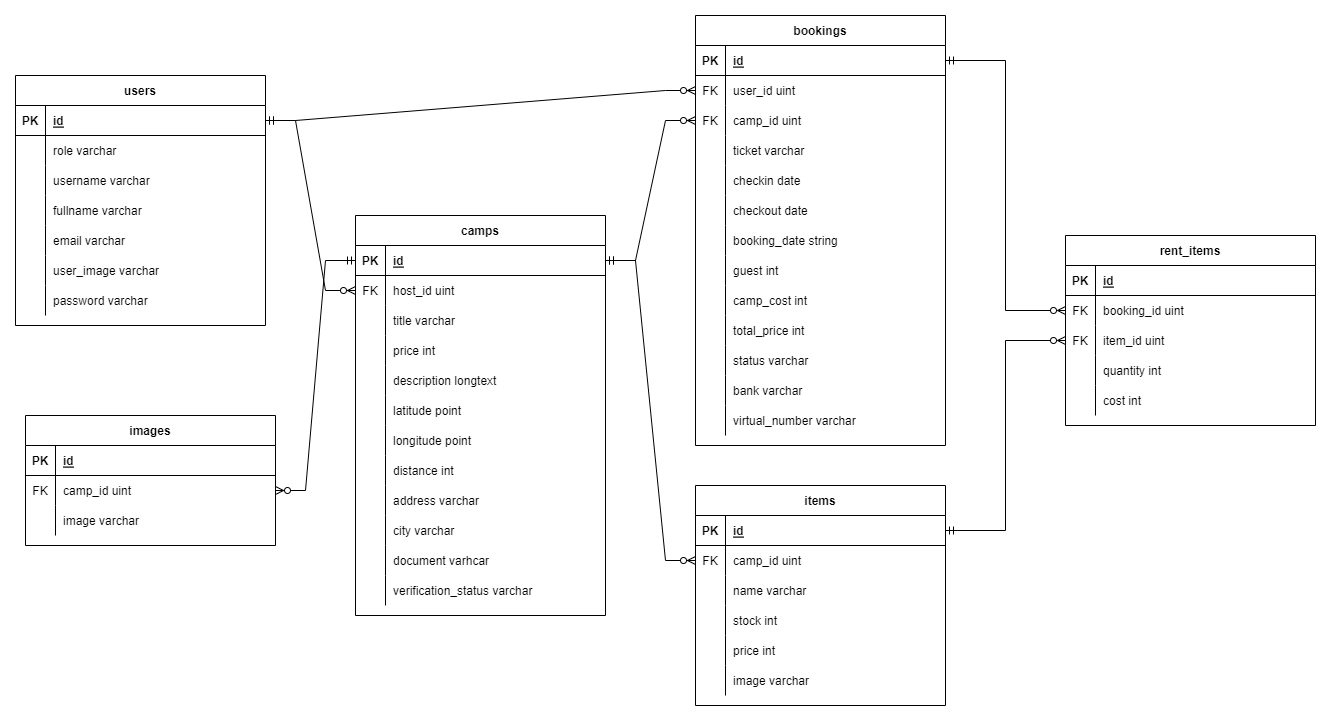 users
PK id
role varchar
username varchar
fullname varchar
email varchar
user_image varchar
password varchar
images
PK id
FK camp_id uint
image varchar
camps
PK id
FK host_id uint
title varchar
price int
description longtext
latitude point
longitude point
distance int
address varchar
city varchar
document varhcar
verification_status varchar
bookings
PK id
FK user_id uint
FK camp_id uint
ticket varchar
checkin date
checkout date
booking_date string
guest int
camp_cost int
total_price int
status varchar
bank varchar
virtual_number varchar
items
PK id
FK camp_id uint
name varchar
stock int
price int
image varchar
rent_items
PK id
FK booking_id uint
FK item_id uint
quantity int
cost int